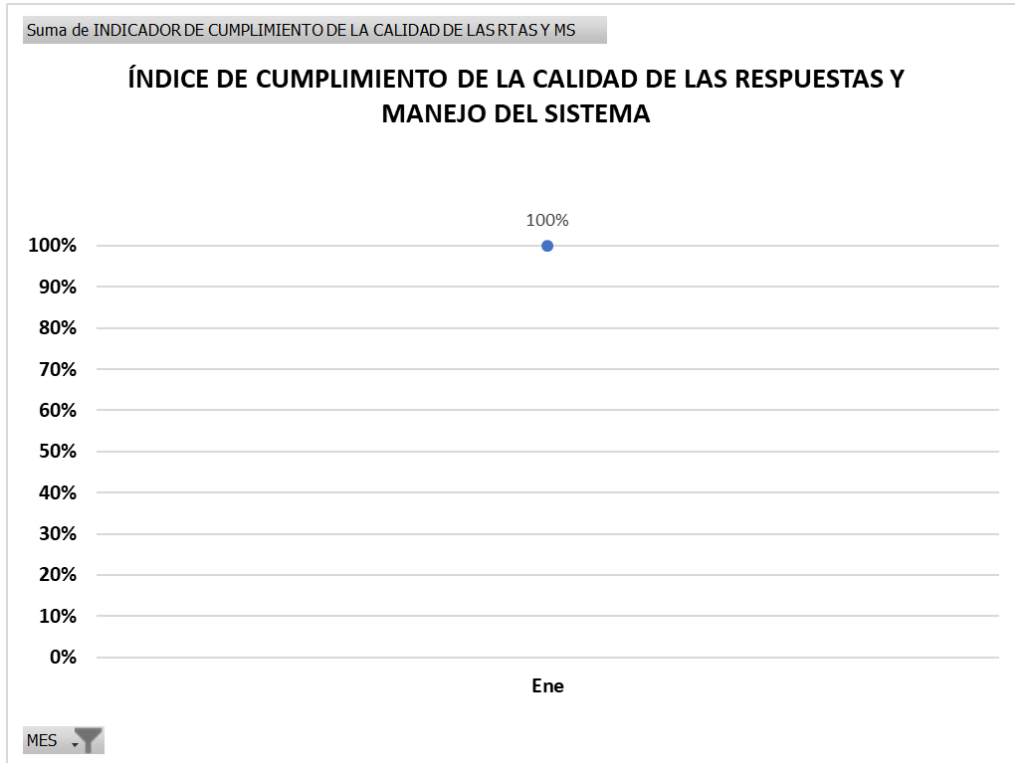 Suma de INDICADOR DE CUMPLIMIENTO DE LA CALIDAD DE LAS RTAS Y MS
ÍNDICE DE CUMPLIMIENTO DE LA CALIDAD DE LAS RESPUESTAS Y
MANEJO DEL SISTEMA
100%
100%
90%
80%
70%
60%
50%
40%
30%
20%
10%
0%
Ene
MES